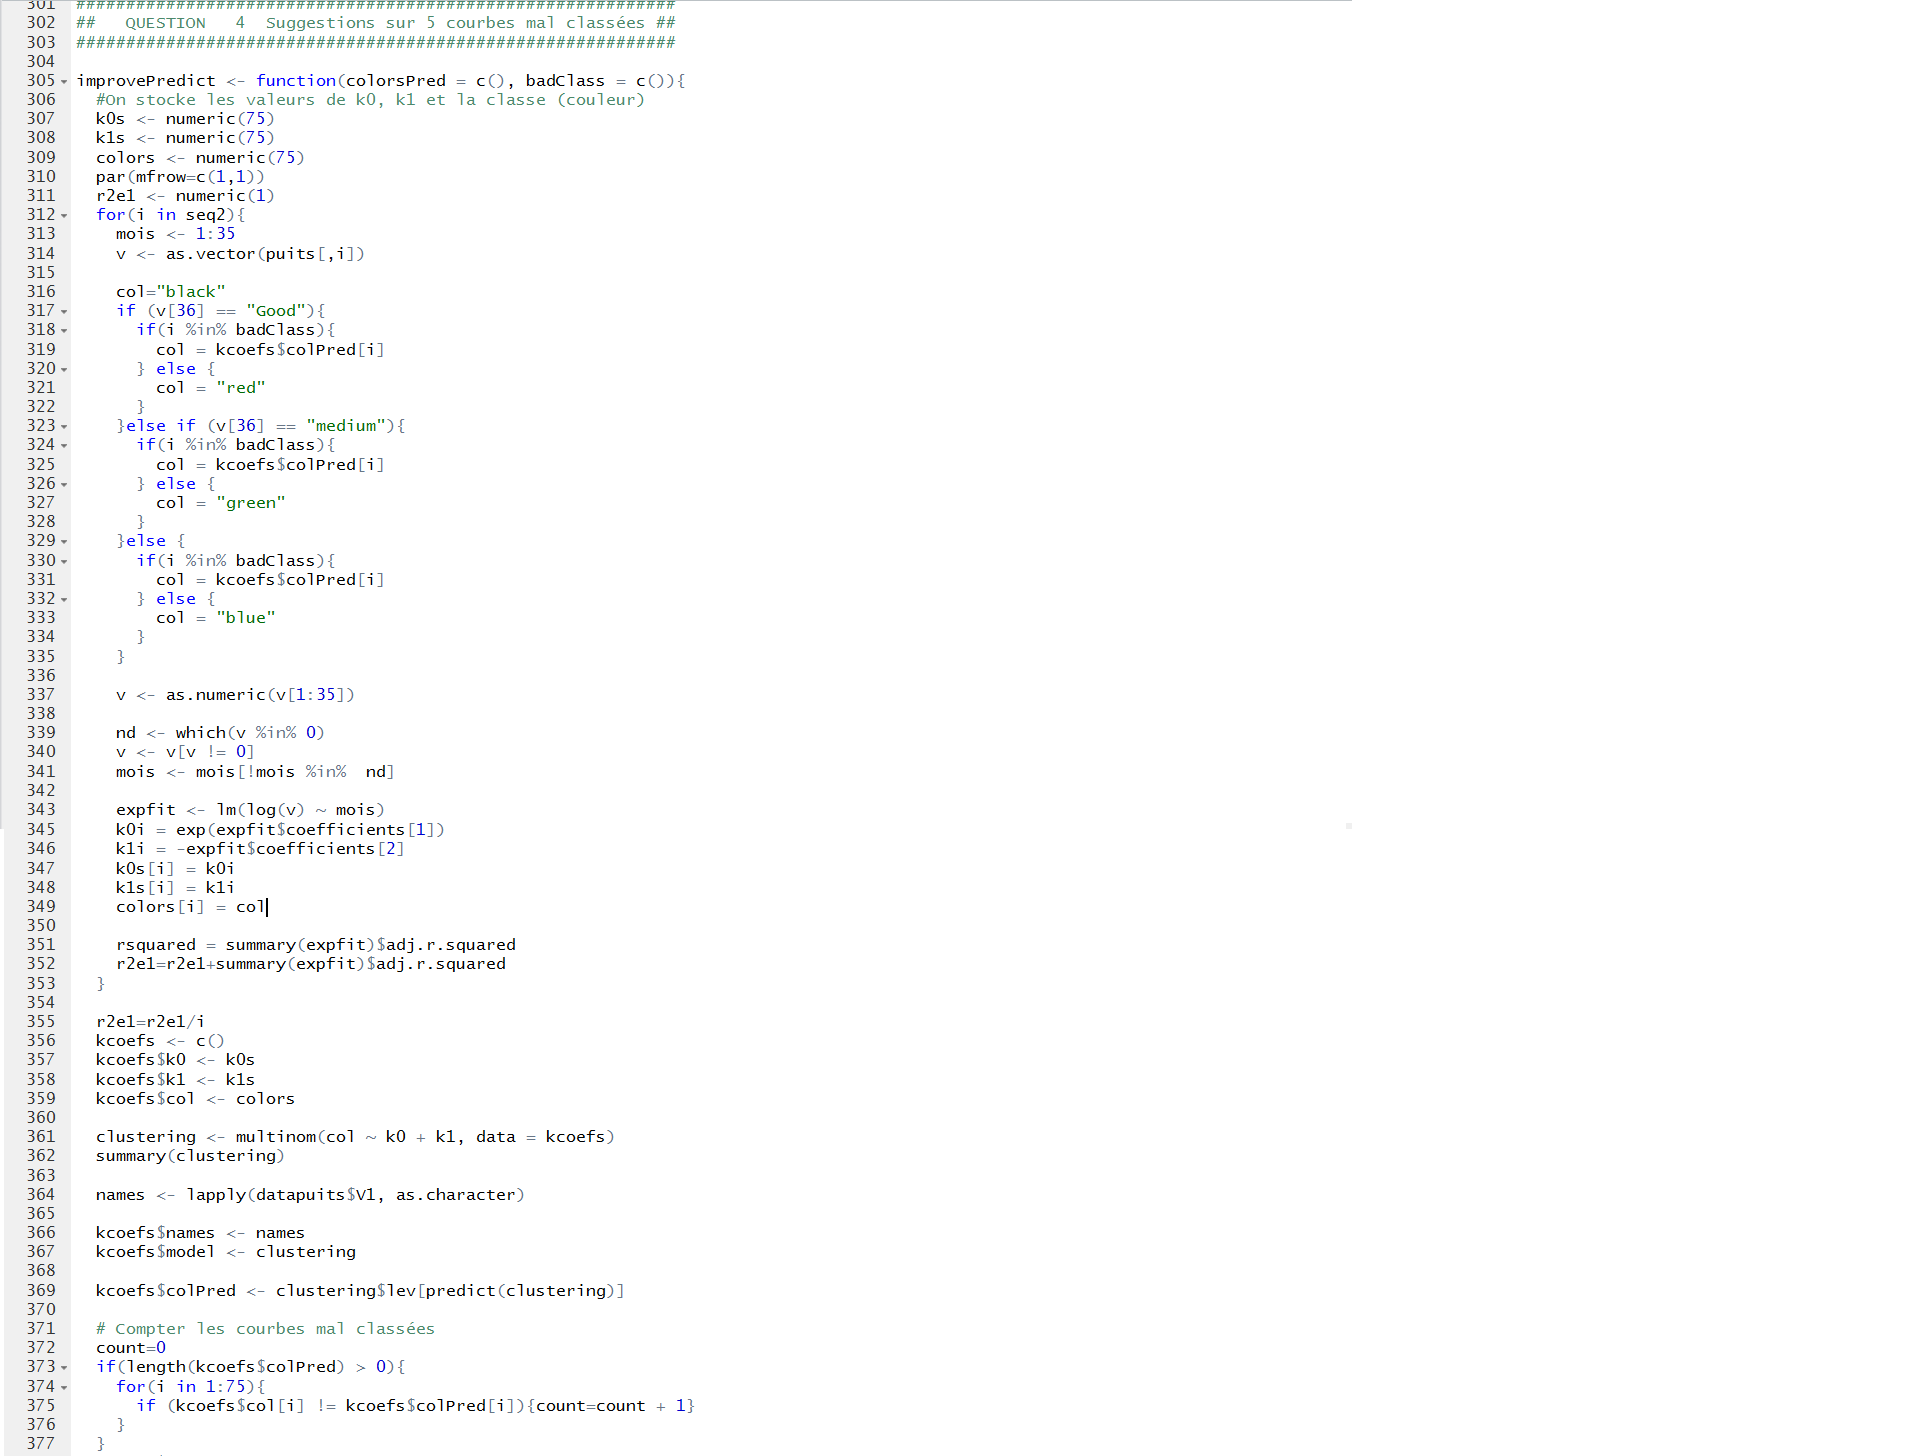 301 ############################################################
302 ##   QUESTION   4  Suggestions sur 5 courbes mal classées ##
303 ############################################################
304
305 improvePredict <- function(colorsPred = c(), badClass = c()){
306   #On stocke les valeurs de k0, k1 et la classe (couleur)
307   k0s <- numeric(75)
308   k1s <- numeric(75)
309   colors <- numeric(75)
310   par(mfrow=c(1,1))
311   r2e1 <- numeric(1)
312   for(i in seq2){
313     mois <- 1:35
314     v <- as.vector(puits[,i])
315
316     col="black"
317     if (v[36] == "Good"){
318       if(i %in% badClass){
319         col = kcoefs$colPred[i]
320       } else {
321         col = "red"
322       }
323     }else if (v[36] == "medium"){
324       if(i %in% badClass){
325         col = kcoefs$colPred[i]
326       } else {
327         col = "green"
328       }
329     }else {
330       if(i %in% badClass){
331         col = kcoefs$colPred[i]
332       } else {
333         col = "blue"
334       }
335     }
336
337     v <- as.numeric(v[1:35])
338
339     nd <- which(v %in% 0)
340     v <- v[v != 0]
341     mois <- mois[!mois %in%  nd]
342
343     expfit <- lm(log(v) ~ mois)
345     k0i = exp(expfit$coefficients[1])
346     k1i = -expfit$coefficients[2]
347     k0s[i] = k0i
348     k1s[i] = k1i
349     colors[i] = col
350
351     rsquared = summary(expfit)$adj.r.squared
352     r2e1=r2e1+summary(expfit)$adj.r.squared
353   }
354
355   r2e1=r2e1/i
356   kcoefs <- c()
357   kcoefs$k0 <- k0s
358   kcoefs$k1 <- k1s
359   kcoefs$col <- colors
360
361   clustering <- multinom(col ~ k0 + k1, data = kcoefs)
362   summary(clustering)
363
364   names <- lapply(datapuits$V1, as.character)
365
366   kcoefs$names <- names
367   kcoefs$model <- clustering
368
369   kcoefs$colPred <- clustering$lev[predict(clustering)]
370
371   # Compter les courbes mal classées
372   count=0
373   if(length(kcoefs$colPred) > 0){
374     for(i in 1:75){
375       if (kcoefs$col[i] != kcoefs$colPred[i]){count=count + 1}
376     }
377   }